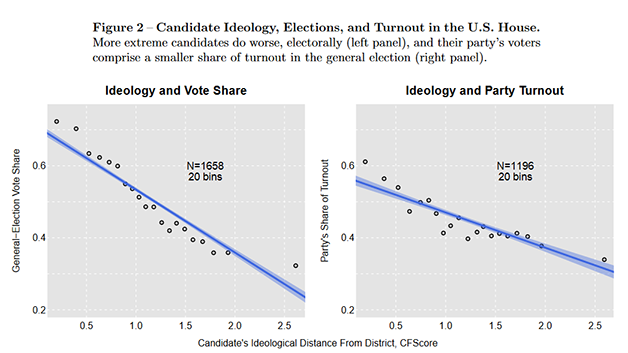 Figure 2 – Candidate Ideology, Elections, and Turnout in the U.S. House.
More extreme candidates do worse, electorally (left panel), and their party's voters
comprise a smaller share of turnout in the general election (right panel).
Ideology and Vote Share
General−Election Vote Share
0.6
0.4
0.2
N=1658
20 bins
0.5
1.0
1.5
2.0
2.5
Ideology and Party Turnout
Party's Share of Turnout
0.6
0.4
0.2
N=1196
20 bins
0.5
1.0
1.5
2.0
2.5
Candidate's Ideological Distance From District, CFScore